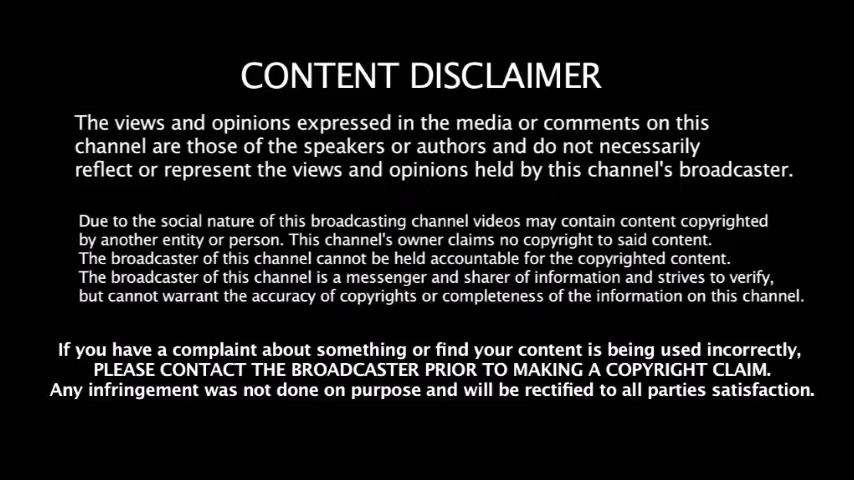 CONTENT DISCLAIMER
The views and opinions expressed in the media or comments on this
channel are those of the speakers or authors and do not necessarily
reflect or represent the views and opinions held by this channel's broadcaster.
Due to the social nature of this broadcasting channel videos may contain content copyrighted
by another entity or person. This channel's owner claims no copyright to said content.
The broadcaster of this channel cannot be held accountable for the copyrighted content.
The broadcaster of this channel is a messenger and sharer of information and strives to verify,
but cannot warrant the accuracy of copyrights or completeness of the information on this channel.
If you have a complaint about something or find your content is being used incorrectly,
PLEASE CONTACT THE BROADCASTER PRIOR TO MAKING A COPYRIGHT CLAIM.
Any infringement was not done on purpose and will be rectified to all parties satisfaction.